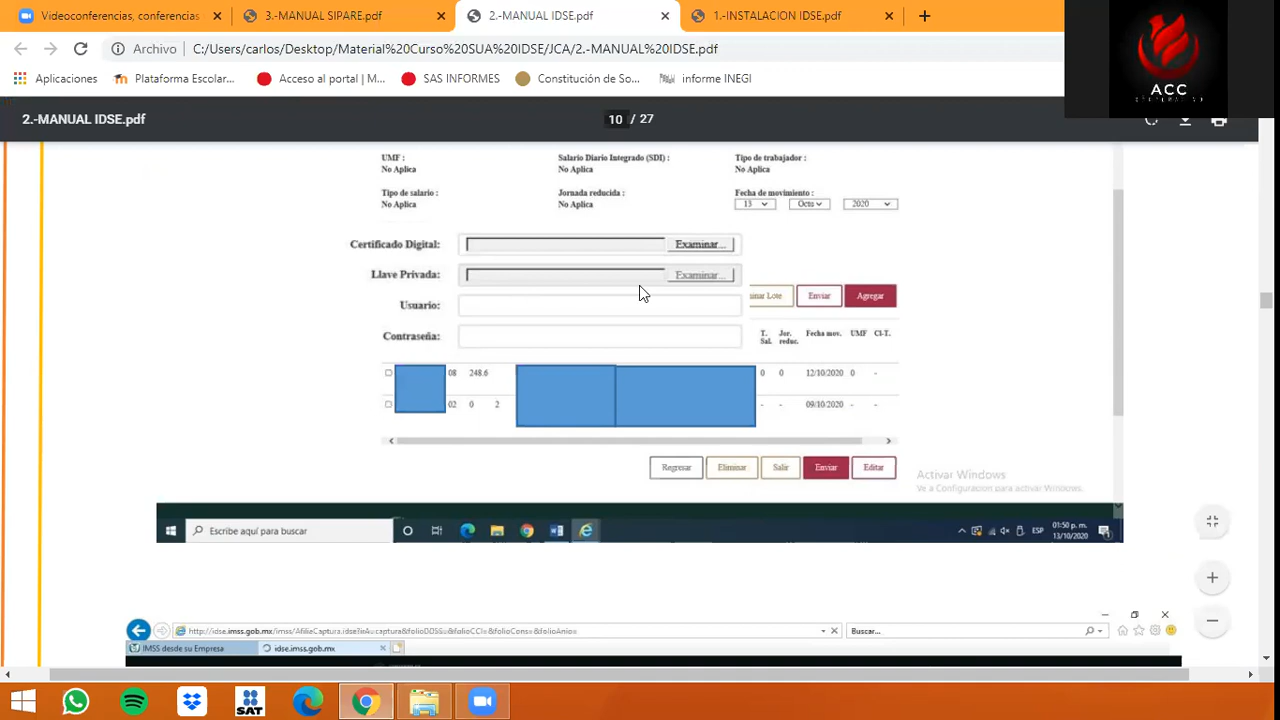 Videoconferencias, conferencias
3.-MANUAL SIPARE.pdf
2.-MANUAL IDSE.pdf
1.-INSTALACION IDSE.pdf
Archivo
C:/Users/carlos/Desktop/Material%20Curso%20SUA%20IDSE/JCA/2.-MANUAL%20IDSE.pdf
Aplicaciones
Plataforma Escolar...
Acceso al portal | M...
SAS INFORMES
Constitución de So...
informe INEGI
ACC
2.-MANUAL IDSE.pdf
10 / 27
UMF :
Salario Diario Integrado (SDI) :
Tipo de trabajador :
No Aplica
No Aplica
No Aplica
Tipo de salario :
Jornada reducida :
Fecha de movimiento :
No Aplica
No Aplica
13
Octu
2020
Certificado Digital:
Examinar...
Llave Privada:
Examinar...
inar Lote
Enviar
Agregar
Usuario:
Contraseña:
T. Sal.
Jor. reduc.
Fecha mov.
UMF
CI-T.
08 248.6
0 0 12/10/2020 0 -
02 0 2
- - 09/10/2020 - -
Regresar
Eliminar
Salir
Enviar
Editar
Activar Windows
Ve a Configuración para activar Windows.
Escribe aquí para buscar
ESP
01:50 p. m.
13/10/2020
Buscar...
IMSS desde su Empresa
idse.imss.gob.mx
SAT